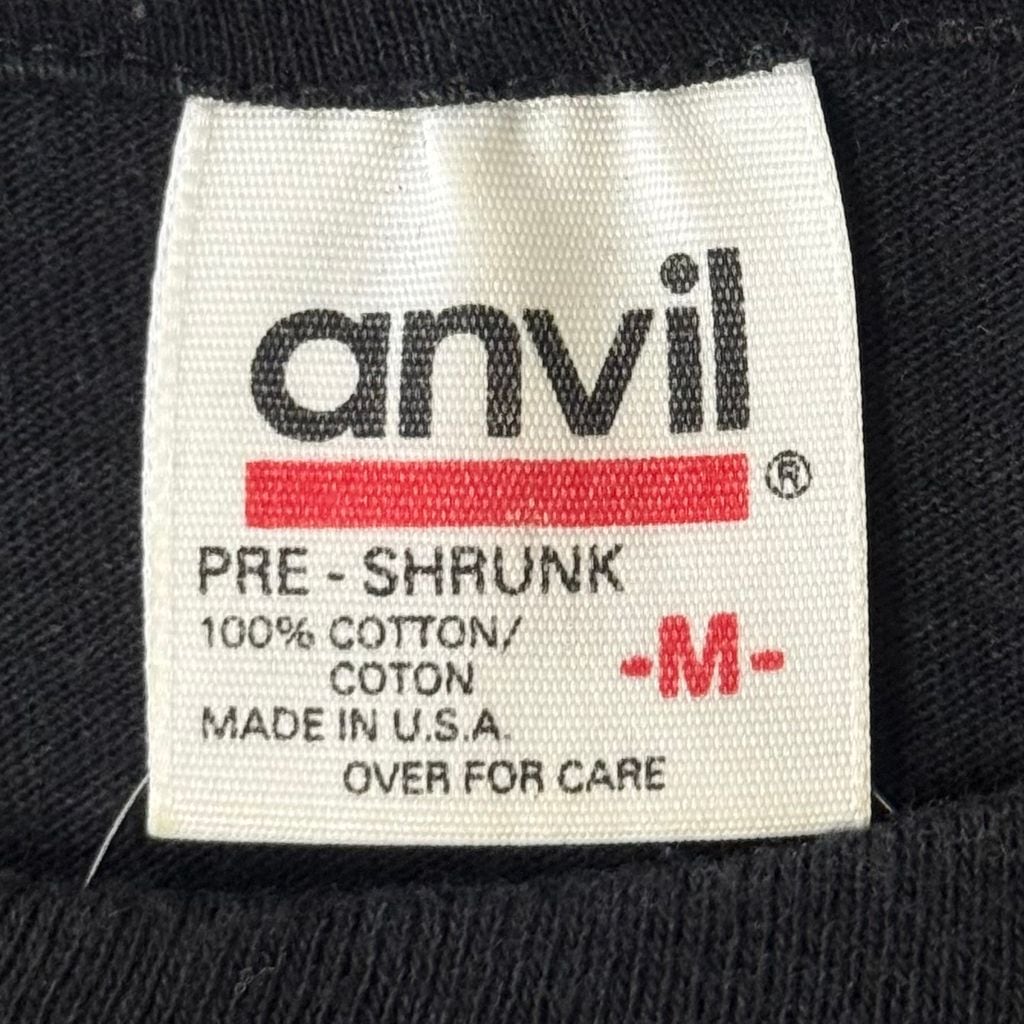 anvil
®
PRE - SHRUNK
100% COTTON/
COTON
-M-
MADE IN U.S.A.
OVER FOR CARE